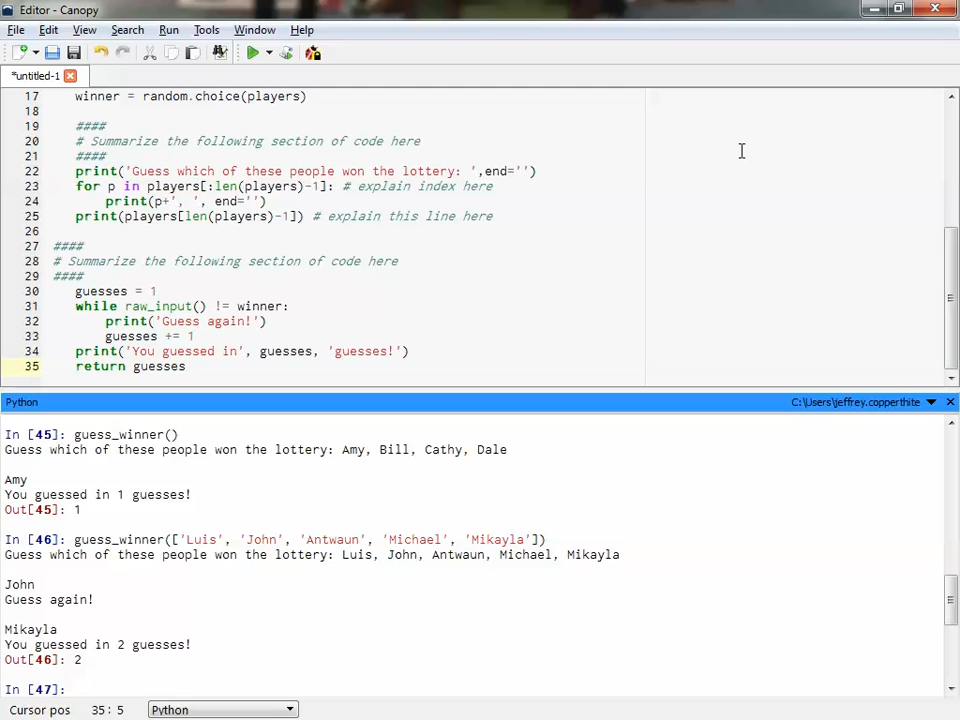 Editor - Canopy
File Edit View Search Run Tools Window Help
*untitled-1
17 winner = random.choice(players)
18
19 ####
20 # Summarize the following section of code here
21 ####
22 print('Guess which of these people won the lottery: ',end='')
23 for p in players[:len(players)-1]: # explain index here
24 print(p+', ', end='')
25 print(players[len(players)-1]) # explain this line here
26
27 ####
28 # Summarize the following section of code here
29 ####
30 guesses = 1
31 while raw_input() != winner:
32 print('Guess again!')
33 guesses += 1
34 print('You guessed in', guesses, 'guesses!')
35 return guesses
Python C:\Users\jeffrey.copperthite
In [45]: guess_winner()
Guess which of these people won the lottery: Amy, Bill, Cathy, Dale
Amy
You guessed in 1 guesses!
Out[45]: 1
In [46]: guess_winner(['Luis', 'John', 'Antwaun', 'Michael', 'Mikayla'])
Guess which of these people won the lottery: Luis, John, Antwaun, Michael, Mikayla
John
Guess again!
Mikayla
You guessed in 2 guesses!
Out[46]: 2
In [47]:
Cursor pos 35: 5 Python